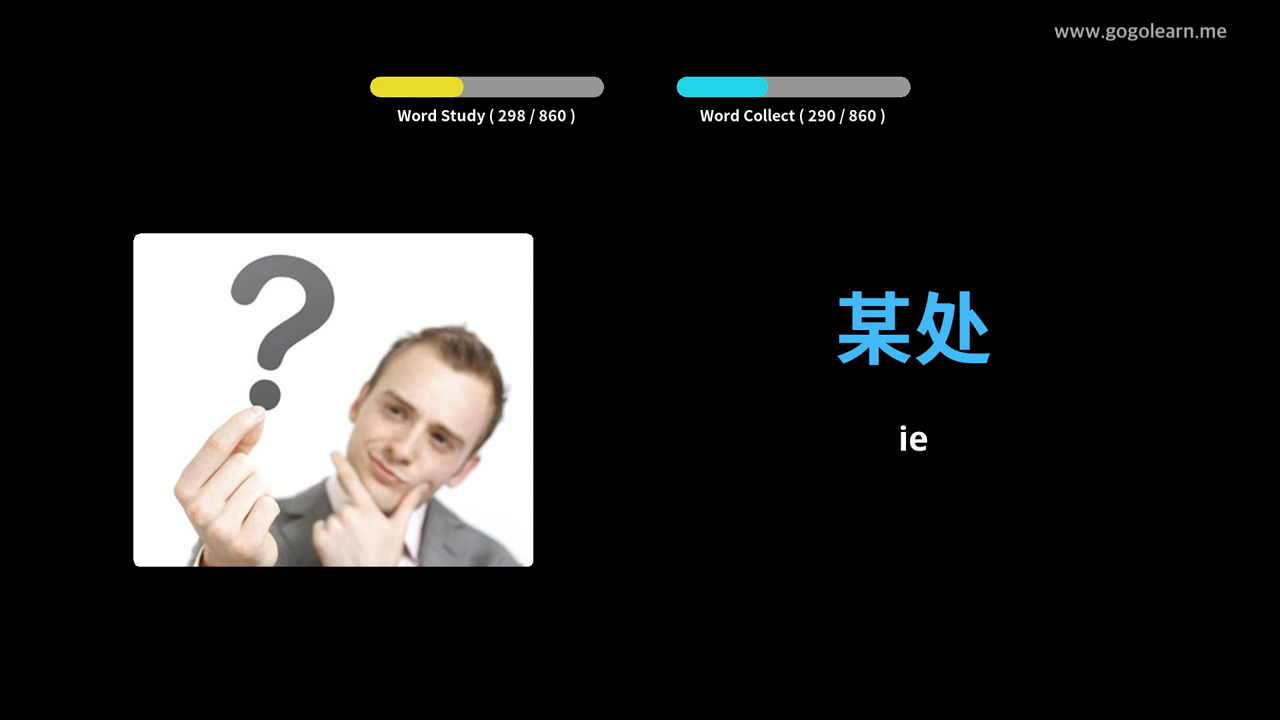 www.gogolearn.me
Word Study ( 298 / 860 )
Word Collect ( 290 / 860 )
?
某处
ie